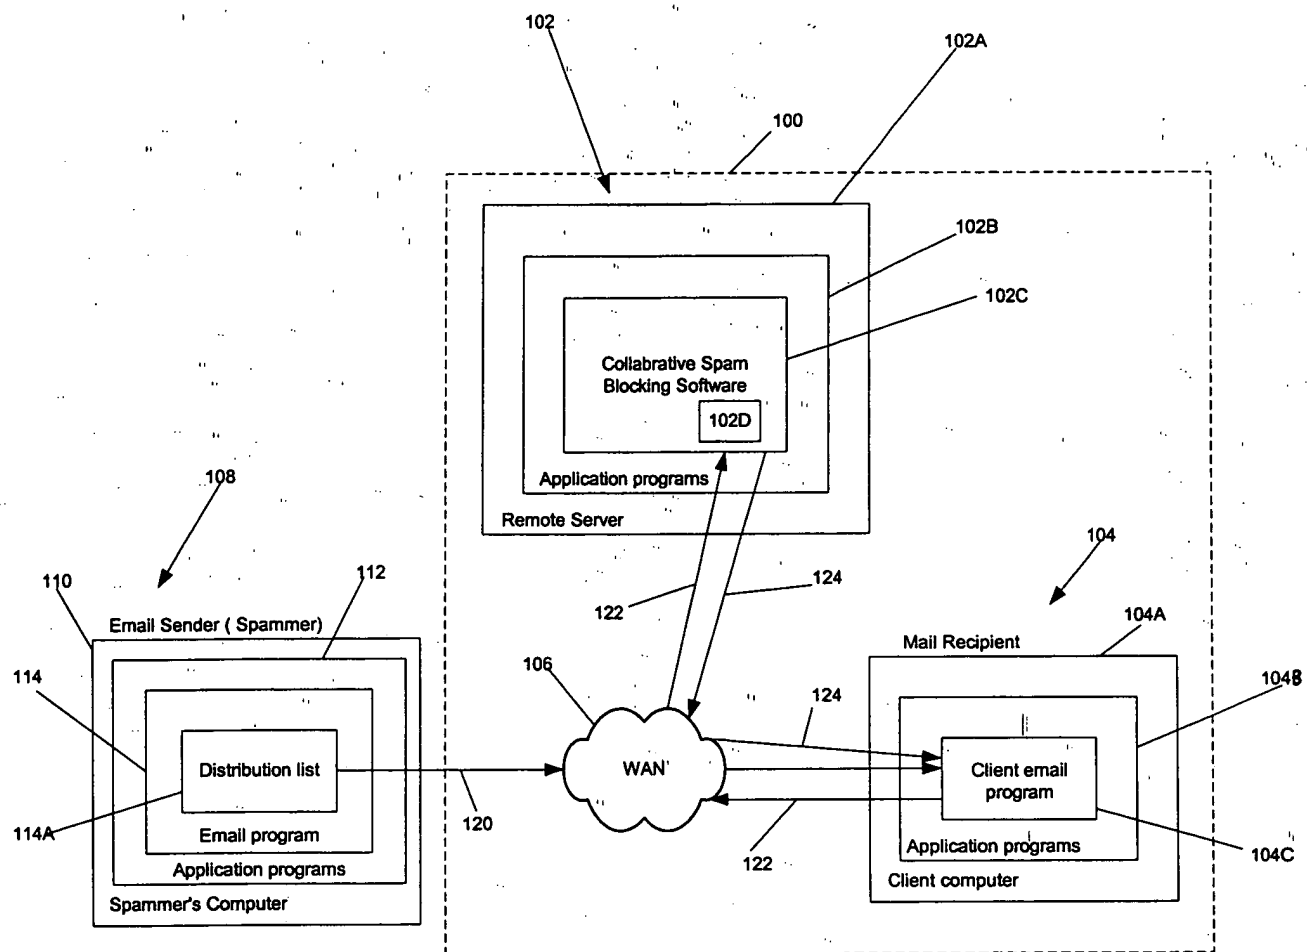 102
102A
100
102B
102C
Collabrative Spam
Blocking Software
102D
Application programs
Remote Server
108
104
110
112
122
124
Email Sender ( Spammer)
104A
Mail Recipient
114
106
124
104B
Distribution list
WAN
Client email
program
114A
Email program
120
122
Application programs
104C
Application programs
Client computer
Spammer's Computer